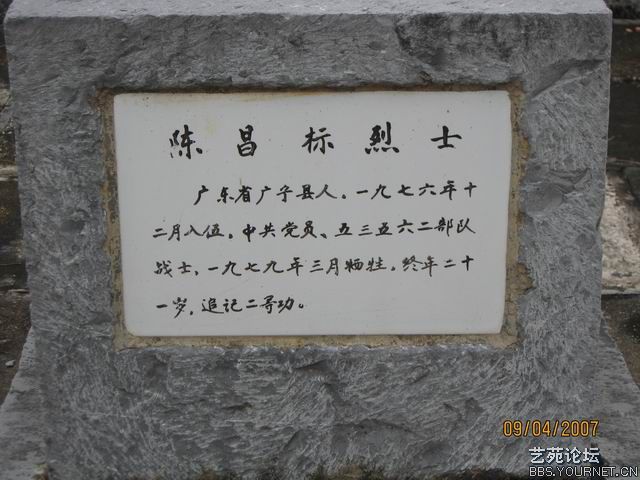 陈昌标烈士
广东省广宁县人,一九七六年十
二月入伍,中共党员、五三五六二部队
战士,一九七九年三月牺牲,终年二十
一岁,追记二等功。
09/04/2007
艺苑论坛
BBS.YOURNET.CN